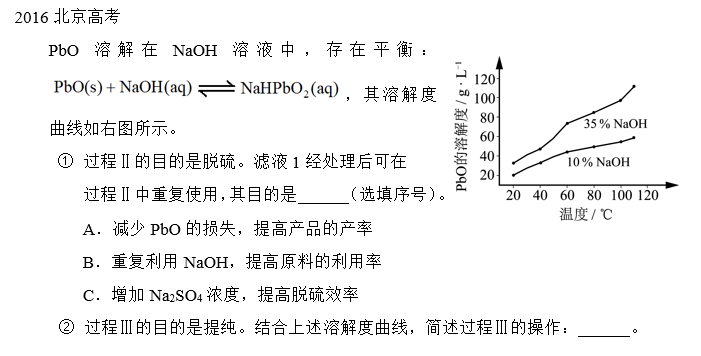 2016 北京高考
PbO 溶解在 NaOH 溶液中，存在平衡：
PbO(s)+NaOH(aq) ⇌ NaHPbO₂(aq)，其溶解度
曲线如右图所示。
① 过程Ⅱ的目的是脱硫。滤液 1 经处理后可在
过程Ⅱ中重复使用，其目的是______（选填序号）。
A．减少 PbO 的损失，提高产品的产率
B．重复利用 NaOH，提高原料的利用率
C．增加 Na₂SO₄ 浓度，提高脱硫效率
② 过程Ⅲ的目的是提纯。结合上述溶解度曲线，简述过程Ⅲ的操作：______。
PbO的溶解度 / g·L⁻¹
120
100
80
60
40
20
35%NaOH
10%NaOH
20 40 60 80 100 120
温度 / ℃